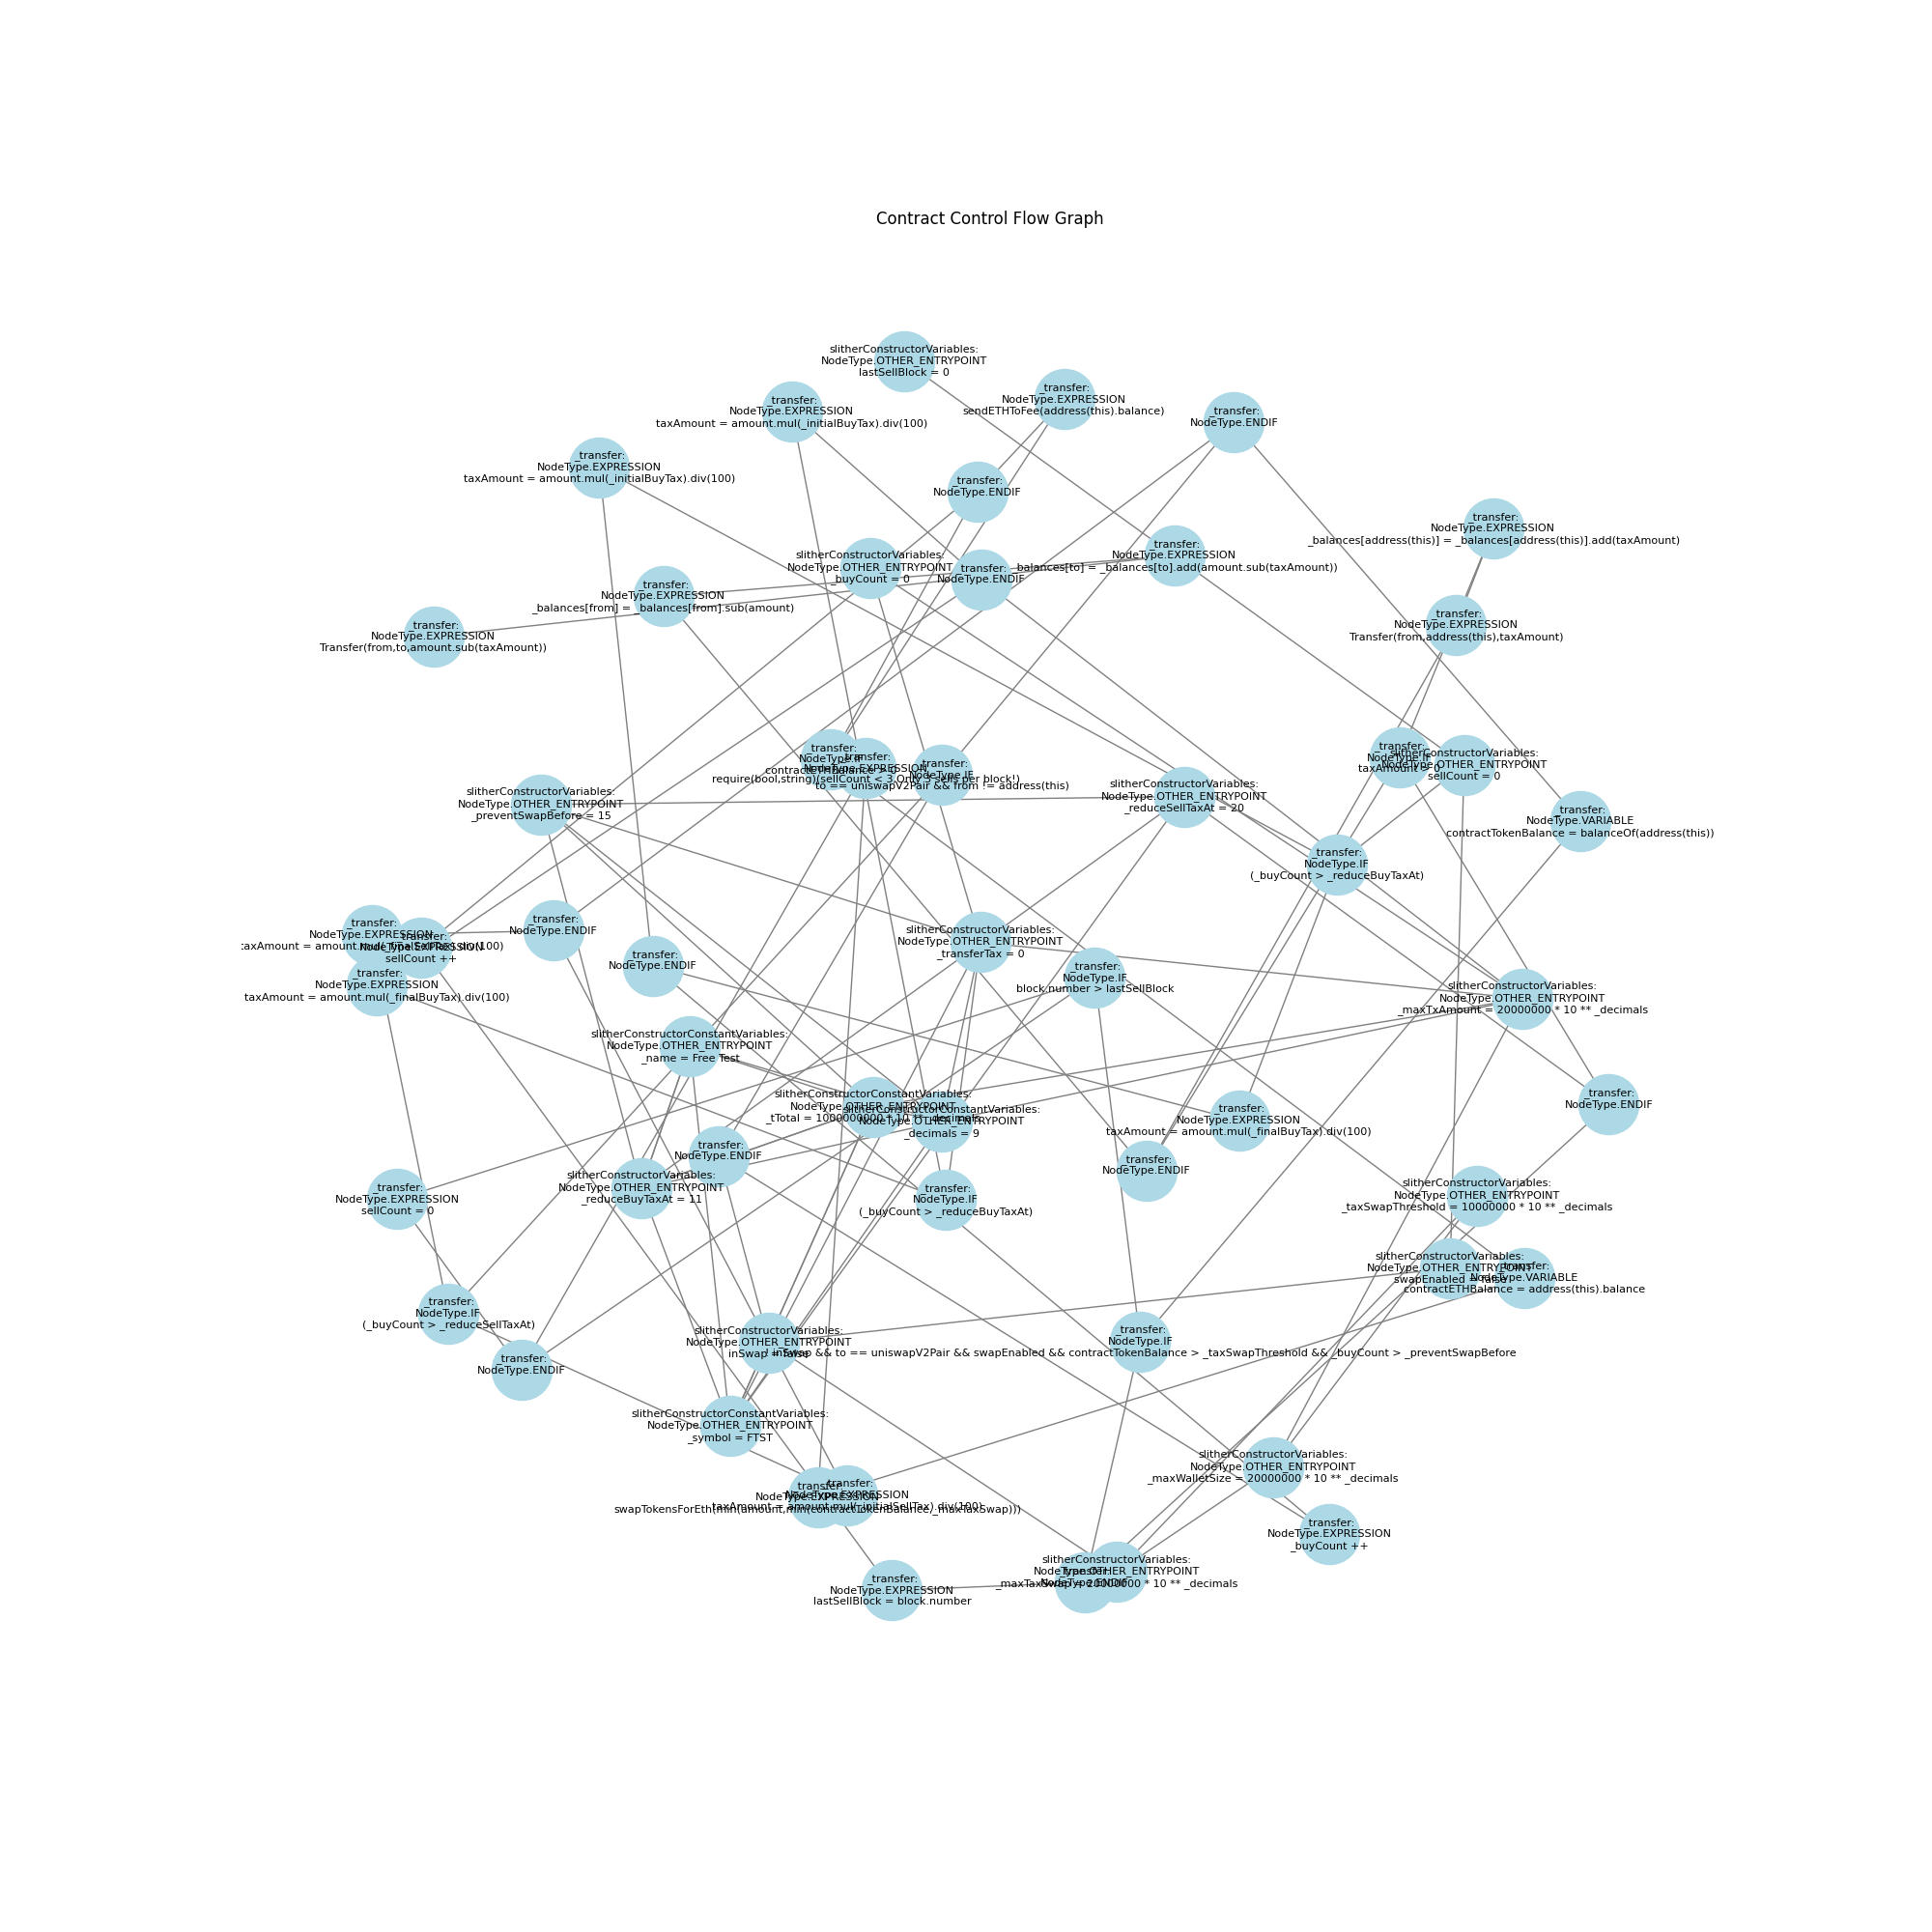 Contract Control Flow Graph
slitherConstructorVariables:
NodeType.OTHER_ENTRYPOINT
lastSellBlock = 0
_transfer:
NodeType.EXPRESSION
sendETHToFee(address(this).balance)
_transfer:
NodeType.EXPRESSION
taxAmount = amount.mul(_initialBuyTax).div(100)
_transfer:
NodeType.ENDIF
_transfer:
NodeType.EXPRESSION
taxAmount = amount.mul(_initialBuyTax).div(100)
_transfer:
NodeType.ENDIF
_transfer:
NodeType.EXPRESSION
_balances[address(this)] = _balances[address(this)].add(taxAmount)
_transfer:
NodeType.EXPRESSION
_balances[to] = _balances[to].add(amount.sub(taxAmount))
slitherConstructorVariables:
NodeType.OTHER_ENTRYPOINT
_buyCount = 0
_transfer:
NodeType.ENDIF
_transfer:
NodeType.EXPRESSION
_balances[from] = _balances[from].sub(amount)
_transfer:
NodeType.EXPRESSION
Transfer(from,address(this),taxAmount)
_transfer:
NodeType.EXPRESSION
Transfer(from,to,amount.sub(taxAmount))
_transfer:
NodeType.IF
contractETHBalance > 0
_transfer:
NodeType.EXPRESSION
require(bool,string)(sellCount < 3,Only 3 sells per block!)
_transfer:
NodeType.IF
to == uniswapV2Pair && from != address(this)
_transfer:
NodeType.IF
taxAmount > 0
slitherConstructorVariables:
NodeType.OTHER_ENTRYPOINT
sellCount = 0
slitherConstructorVariables:
NodeType.OTHER_ENTRYPOINT
_preventSwapBefore = 15
slitherConstructorVariables:
NodeType.OTHER_ENTRYPOINT
_reduceSellTaxAt = 20
_transfer:
NodeType.VARIABLE
contractTokenBalance = balanceOf(address(this))
_transfer:
NodeType.IF
(_buyCount > _reduceBuyTaxAt)
_transfer:
NodeType.EXPRESSION
taxAmount = amount.mul(_finalSellTax).div(100)
_transfer:
NodeType.EXPRESSION
sellCount ++
_transfer:
NodeType.ENDIF
_transfer:
NodeType.ENDIF
slitherConstructorVariables:
NodeType.OTHER_ENTRYPOINT
_transferTax = 0
_transfer:
NodeType.IF
block.number > lastSellBlock
_transfer:
NodeType.EXPRESSION
taxAmount = amount.mul(_finalBuyTax).div(100)
slitherConstructorVariables:
NodeType.OTHER_ENTRYPOINT
_maxTxAmount = 20000000 * 10 ** _decimals
slitherConstructorConstantVariables:
NodeType.OTHER_ENTRYPOINT
_name = Free Test
slitherConstructorConstantVariables:
NodeType.OTHER_ENTRYPOINT
_tTotal = 1000000000 * 10 ** _decimals
slitherConstructorConstantVariables:
NodeType.OTHER_ENTRYPOINT
_decimals = 9
_transfer:
NodeType.EXPRESSION
taxAmount = amount.mul(_finalBuyTax).div(100)
_transfer:
NodeType.ENDIF
_transfer:
NodeType.ENDIF
_transfer:
NodeType.ENDIF
slitherConstructorVariables:
NodeType.OTHER_ENTRYPOINT
_reduceBuyTaxAt = 11
_transfer:
NodeType.EXPRESSION
sellCount = 0
_transfer:
NodeType.IF
(_buyCount > _reduceBuyTaxAt)
slitherConstructorVariables:
NodeType.OTHER_ENTRYPOINT
_taxSwapThreshold = 10000000 * 10 ** _decimals
slitherConstructorVariables:
NodeType.OTHER_ENTRYPOINT
swapEnabled = false
_transfer:
NodeType.VARIABLE
contractETHBalance = address(this).balance
_transfer:
NodeType.IF
(_buyCount > _reduceSellTaxAt)
_transfer:
NodeType.ENDIF
slitherConstructorVariables:
NodeType.OTHER_ENTRYPOINT
inSwap = false
_transfer:
NodeType.IF
inSwap && to == uniswapV2Pair && swapEnabled && contractTokenBalance > _taxSwapThreshold && _buyCount > _preventSwapBefore
slitherConstructorConstantVariables:
NodeType.OTHER_ENTRYPOINT
_symbol = FTST
_transfer:
NodeType.EXPRESSION
swapTokensForEth(min(amount,min(contractTokenBalance,_maxTaxSwap)))
_transfer:
NodeType.EXPRESSION
taxAmount = amount.mul(_initialSellTax).div(100)
slitherConstructorVariables:
NodeType.OTHER_ENTRYPOINT
_maxWalletSize = 20000000 * 10 ** _decimals
_transfer:
NodeType.EXPRESSION
_buyCount ++
_transfer:
NodeType.EXPRESSION
lastSellBlock = block.number
_transfer:
NodeType.ENDIF
slitherConstructorVariables:
NodeType.OTHER_ENTRYPOINT
_maxTaxSwap = 20000000 * 10 ** _decimals